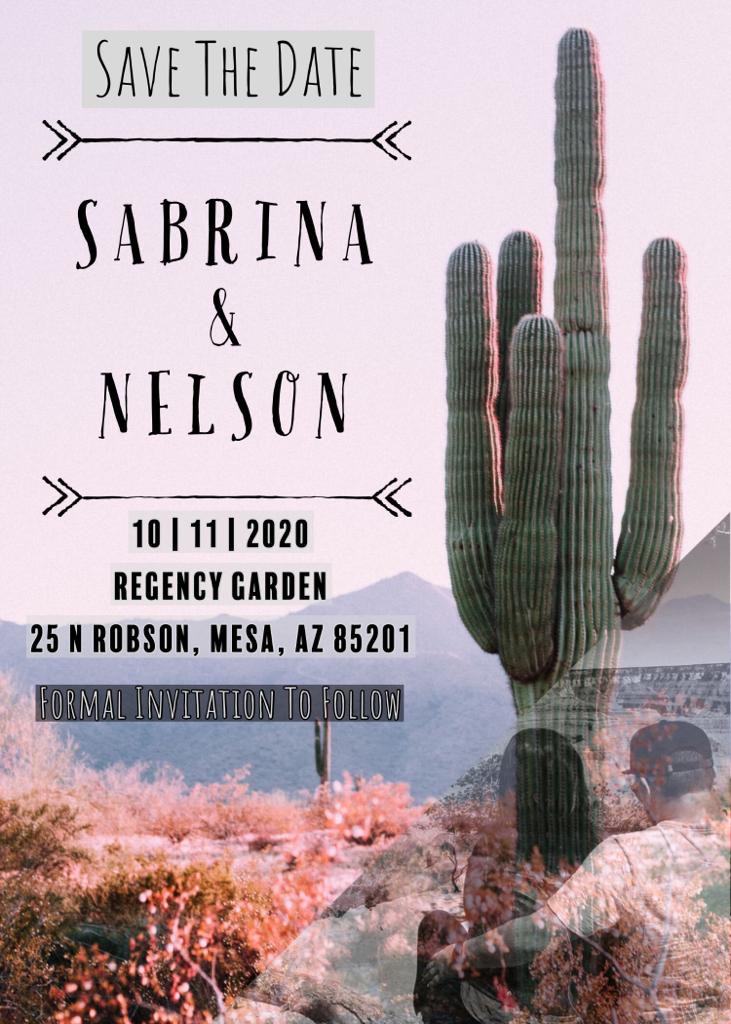 Save The Date
SABRINA
&
NELSON
10 | 11 | 2020
REGENCY GARDEN
25 N ROBSON, MESA, AZ 85201
Formal Invitation To Follow